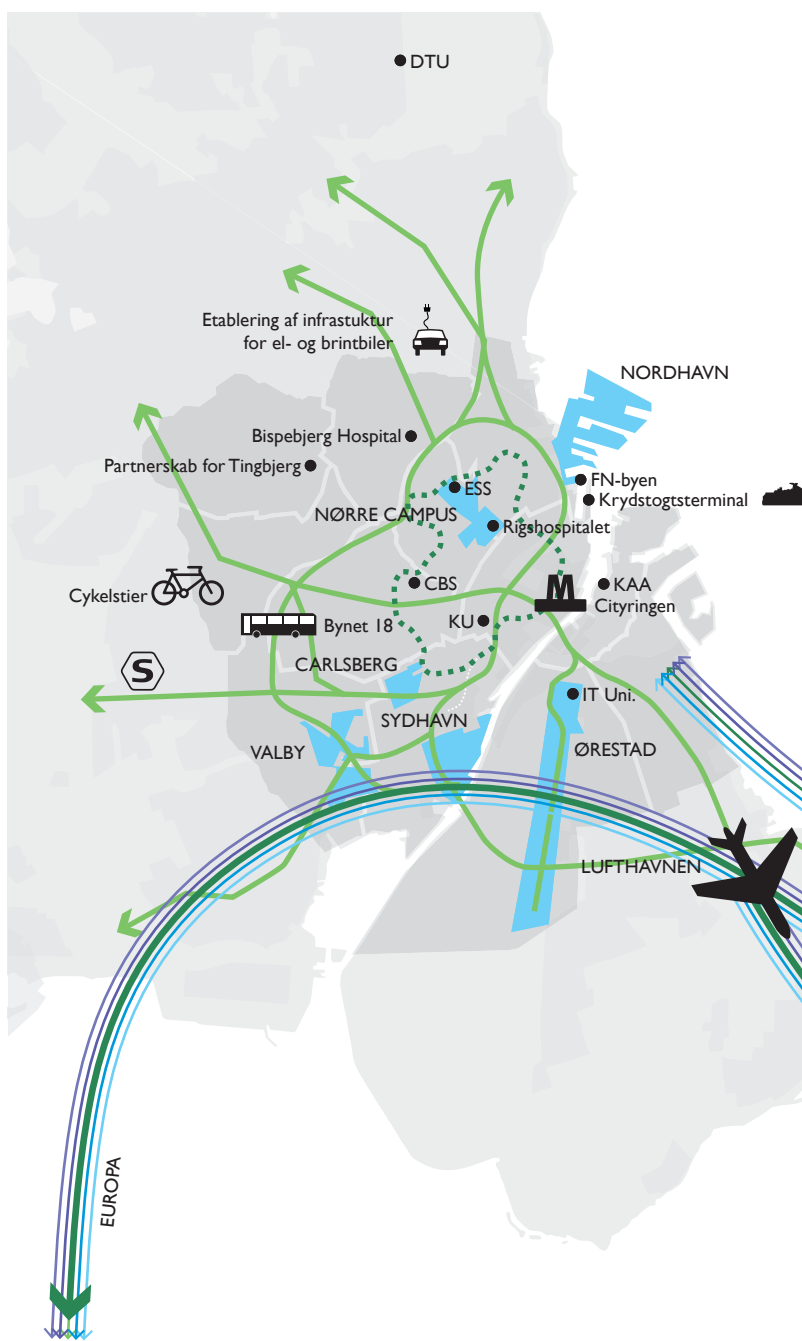 DTU
Etablering af infrastuktur
for el- og brintbiler
NORDHAVN
Bispebjerg Hospital
Partnerskab for Tingbjerg
FN-byen
ESS
Krydstogtsterminal
NØRRE CAMPUS
Rigshospitalet
Cykelstier
CBS
M
KAA
Cityringen
Bynet 18
KU
S
CARLSBERG
IT Uni.
SYDHAVN
VALBY
ØRESTAD
LUFTHAVNEN
EUROPA